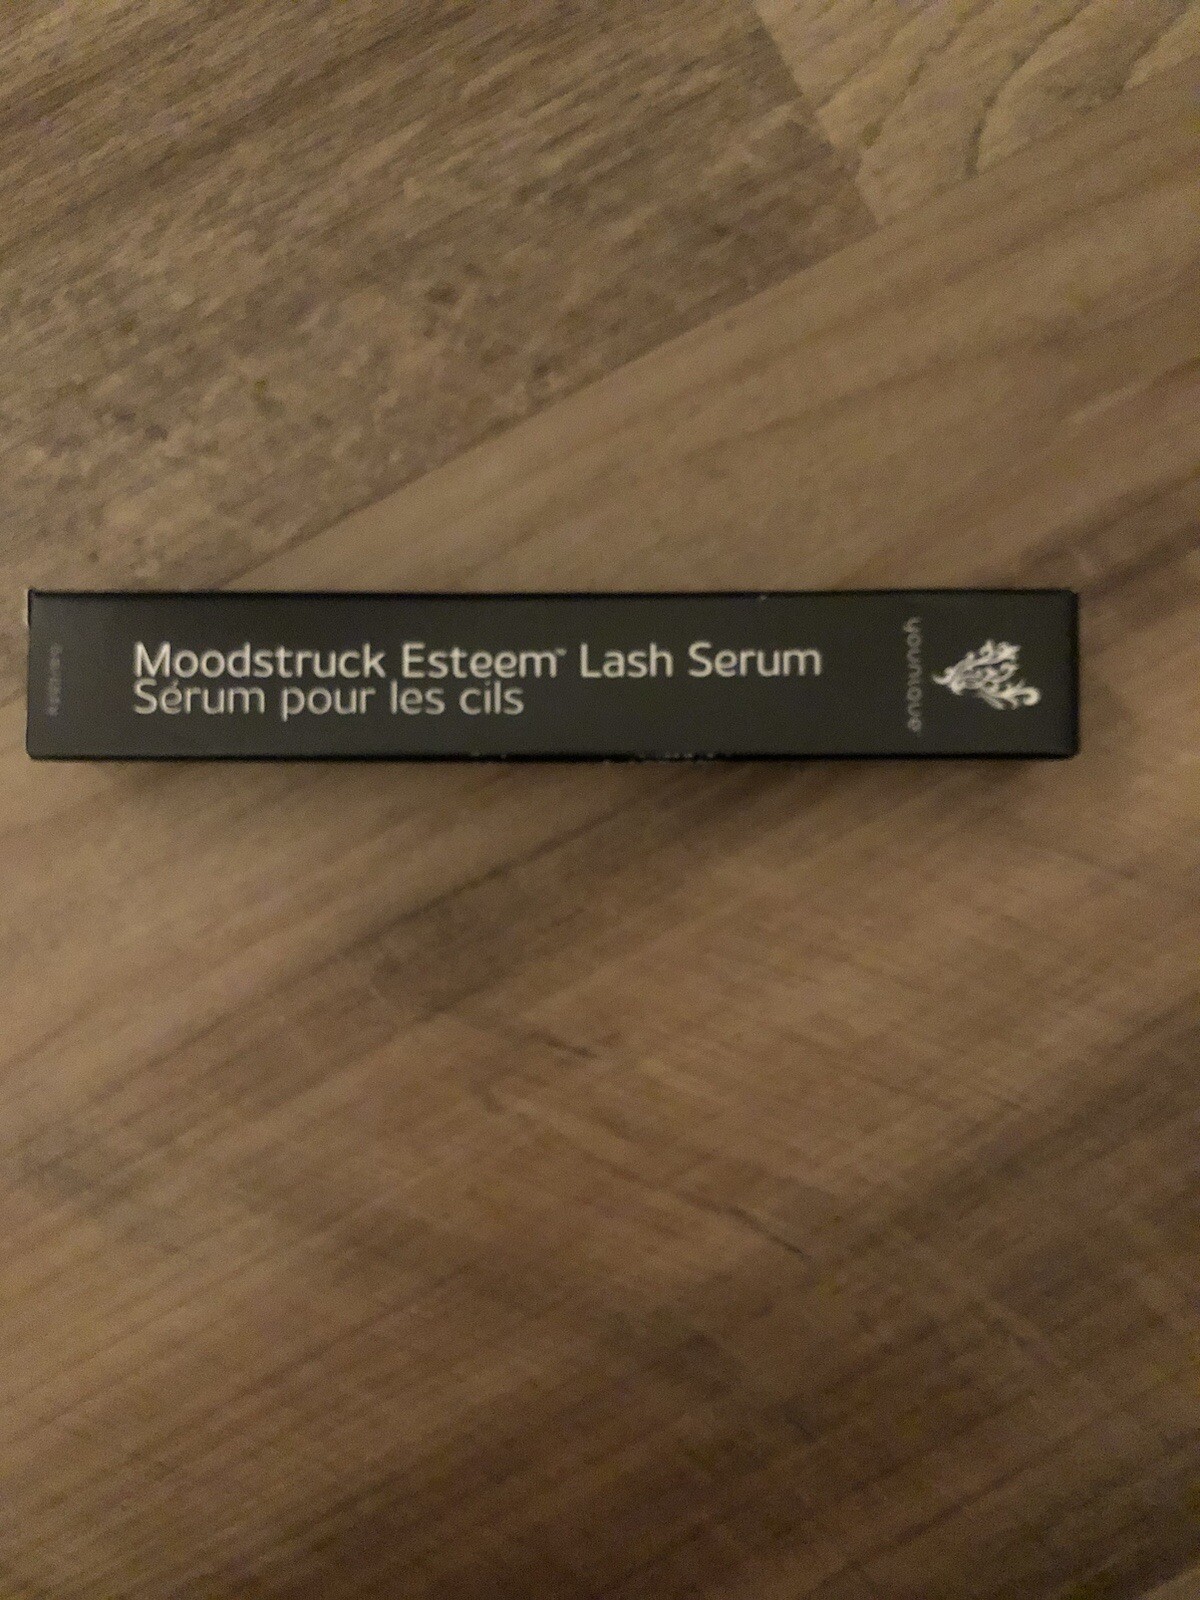 Moodstruck Esteem™ Lash Serum
Sérum pour les cils
younique